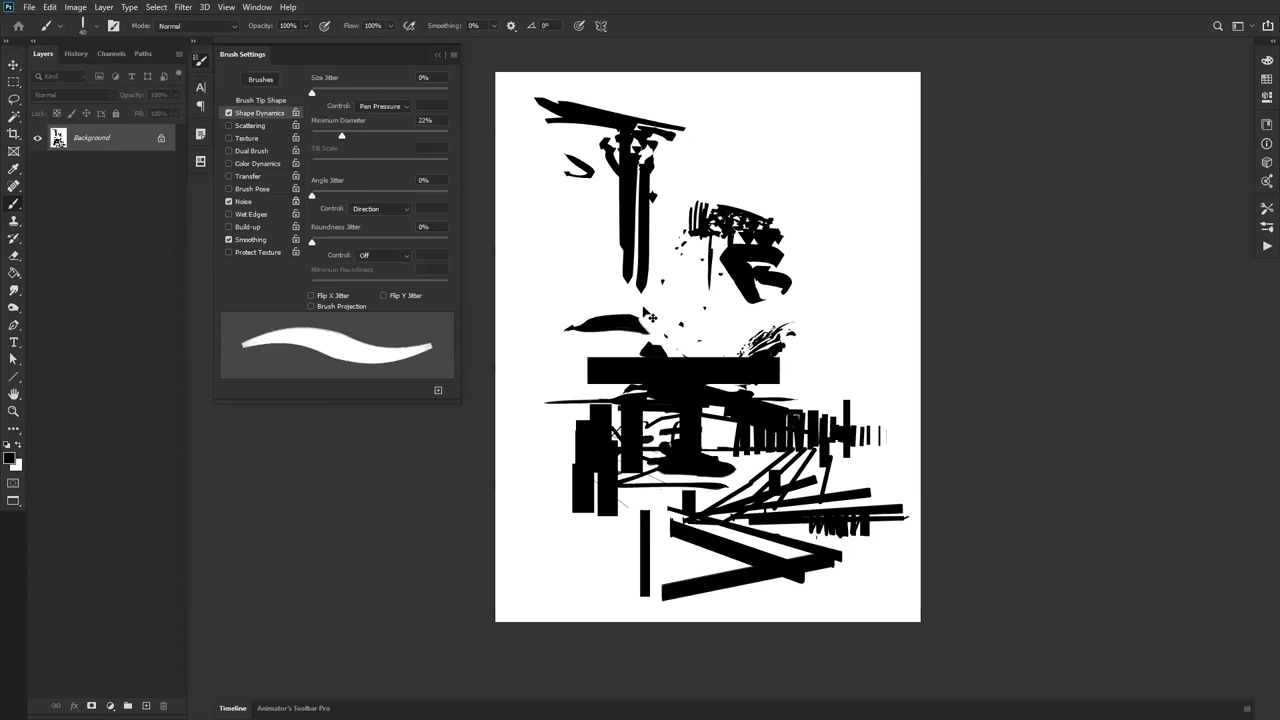 Ps File Edit Image Layer Type Select Filter 3D View Window Help
40 Mode: Normal Opacity: 100% Flow: 100% Smoothing: 0% 0°
Layers History Channels Paths
Kind
Normal Opacity: 100%
Lock: Fill: 100%
Background
fx
Brush Settings
Brushes
Brush Tip Shape
Shape Dynamics
Scattering
Texture
Dual Brush
Color Dynamics
Transfer
Brush Pose
Noise
Wet Edges
Build-up
Smoothing
Protect Texture
Size Jitter 0%
Control: Pen Pressure
Minimum Diameter 22%
Tilt Scale
Angle Jitter 0%
Control: Direction
Roundness Jitter 0%
Control: Off
Minimum Roundness
Flip X Jitter Flip Y Jitter
Brush Projection
Timeline Animator's Toolbar Pro